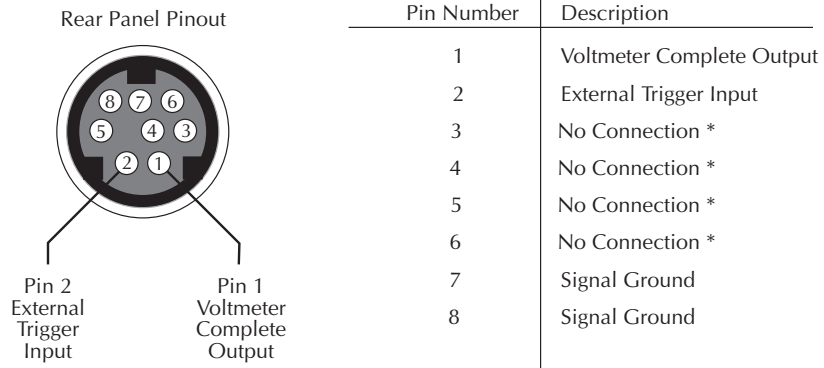 Rear Panel Pinout
8 7 6
5 4 3
2 1
Pin 2
External
Trigger
Input
Pin 1
Voltmeter
Complete
Output
Pin Number Description
1 Voltmeter Complete Output
2 External Trigger Input
3 No Connection *
4 No Connection *
5 No Connection *
6 No Connection *
7 Signal Ground
8 Signal Ground